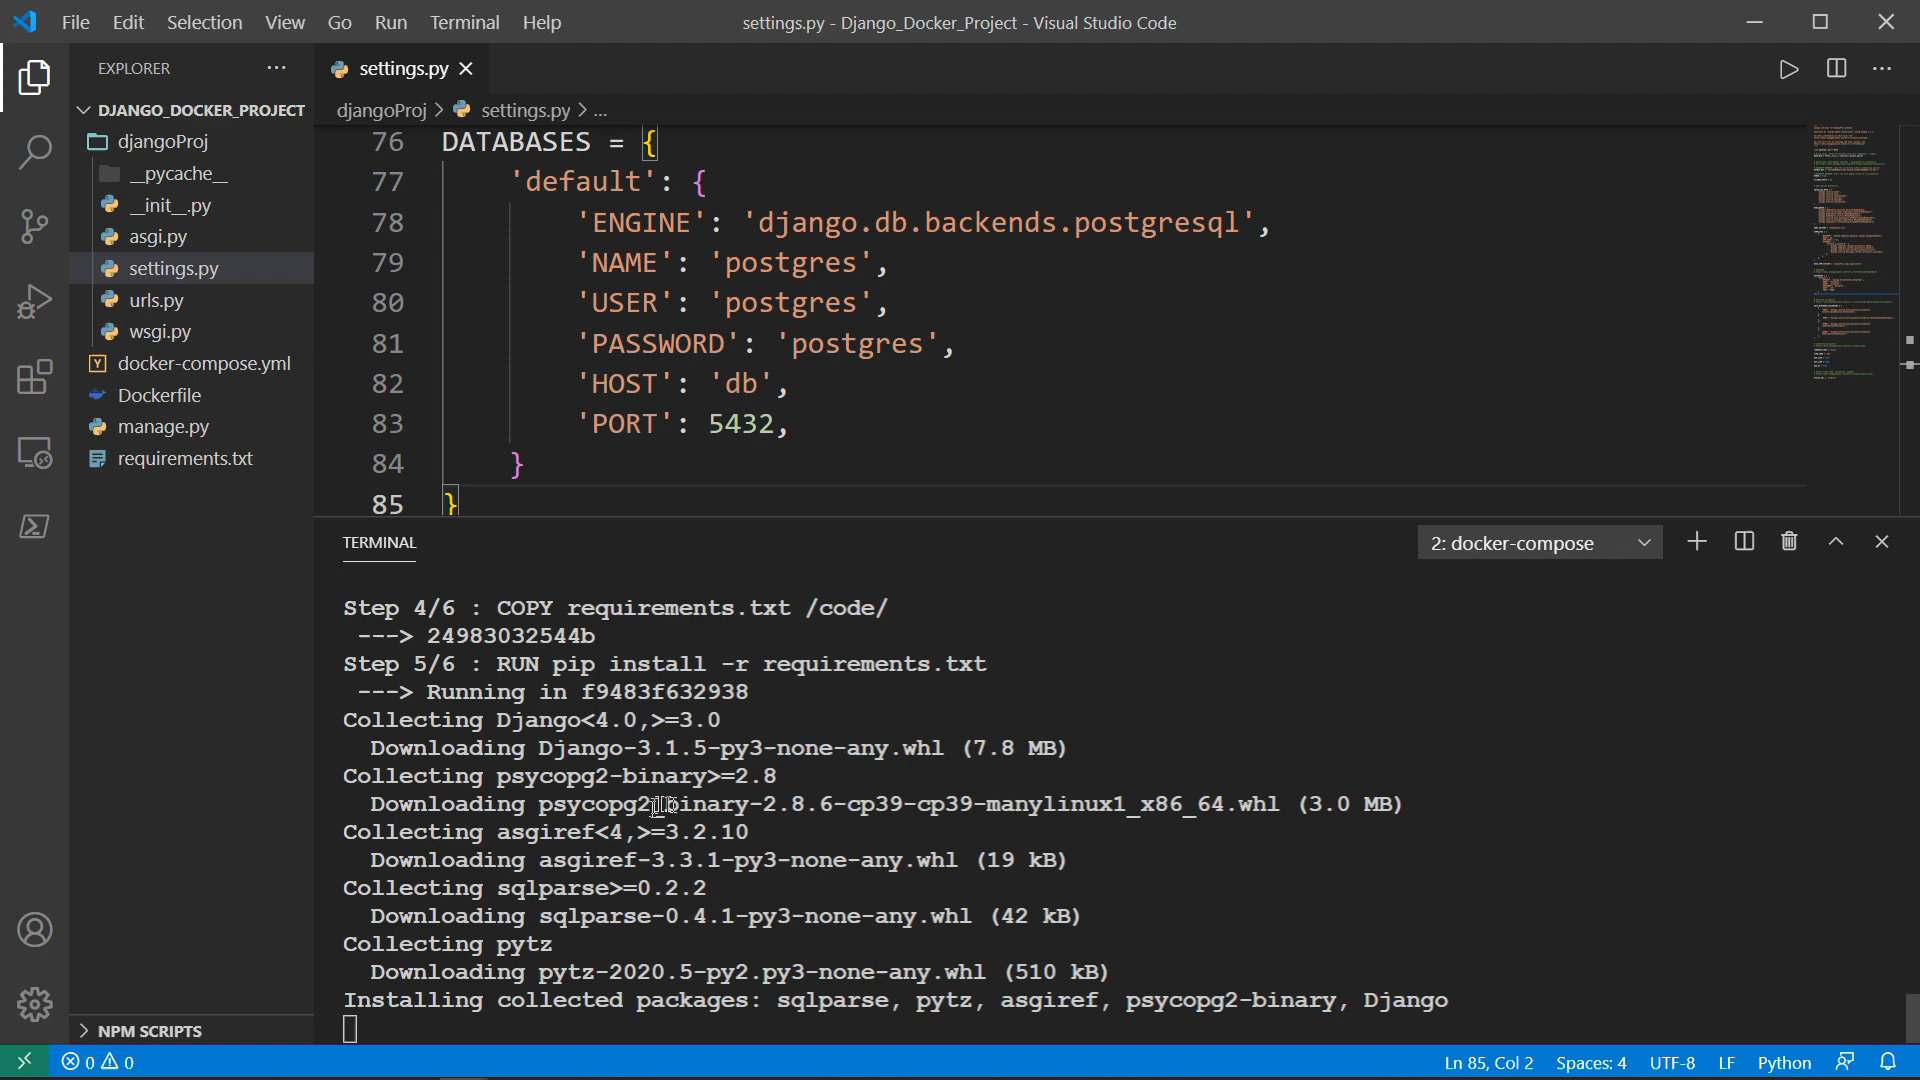 File Edit Selection View Go Run Terminal Help
settings.py - Django_Docker_Project - Visual Studio Code
EXPLORER
DJANGO_DOCKER_PROJECT
djangoProj
__pycache__
__init__.py
asgi.py
settings.py
urls.py
wsgi.py
docker-compose.yml
Dockerfile
manage.py
requirements.txt
NPM SCRIPTS
settings.py
djangoProj > settings.py > ...
76 DATABASES = {
77 'default': {
78 'ENGINE': 'django.db.backends.postgresql',
79 'NAME': 'postgres',
80 'USER': 'postgres',
81 'PASSWORD': 'postgres',
82 'HOST': 'db',
83 'PORT': 5432,
84 }
85 }
TERMINAL
2: docker-compose
Step 4/6 : COPY requirements.txt /code/
---> 24983032544b
Step 5/6 : RUN pip install -r requirements.txt
---> Running in f9483f632938
Collecting Django<4.0,>=3.0
Downloading Django-3.1.5-py3-none-any.whl (7.8 MB)
Collecting psycopg2-binary>=2.8
Downloading psycopg2_binary-2.8.6-cp39-cp39-manylinux1_x86_64.whl (3.0 MB)
Collecting asgiref<4,>=3.2.10
Downloading asgiref-3.3.1-py3-none-any.whl (19 kB)
Collecting sqlparse>=0.2.2
Downloading sqlparse-0.4.1-py3-none-any.whl (42 kB)
Collecting pytz
Downloading pytz-2020.5-py2.py3-none-any.whl (510 kB)
Installing collected packages: sqlparse, pytz, asgiref, psycopg2-binary, Django
0 0
Ln 85, Col 2 Spaces: 4 UTF-8 LF Python